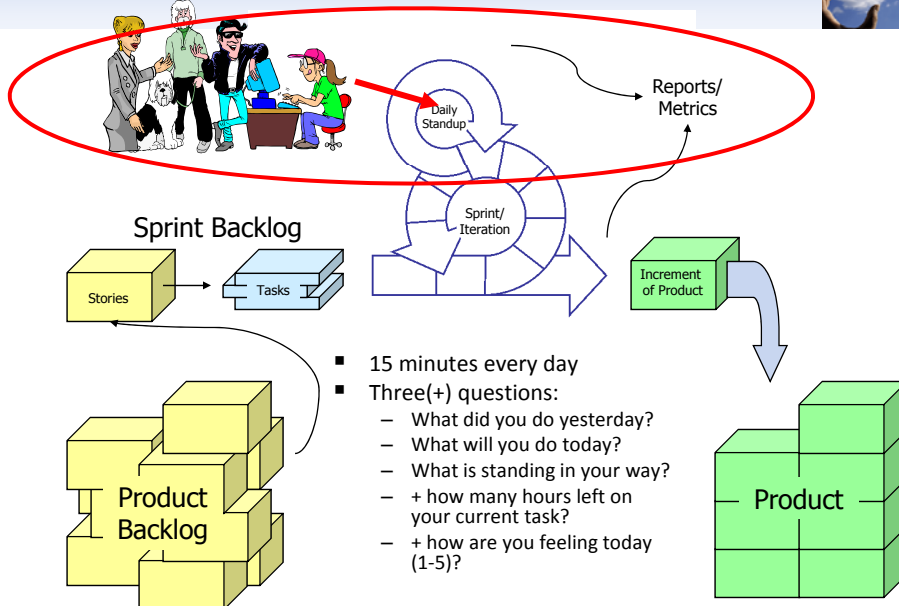 Reports/
Metrics
Daily
Standup
Sprint/
Iteration
Sprint Backlog
Stories
Tasks
Increment
of Product
▪ 15 minutes every day
▪ Three(+) questions:
– What did you do yesterday?
– What will you do today?
– What is standing in your way?
– + how many hours left on
your current task?
– + how are you feeling today
(1-5)?
Product
Backlog
Product